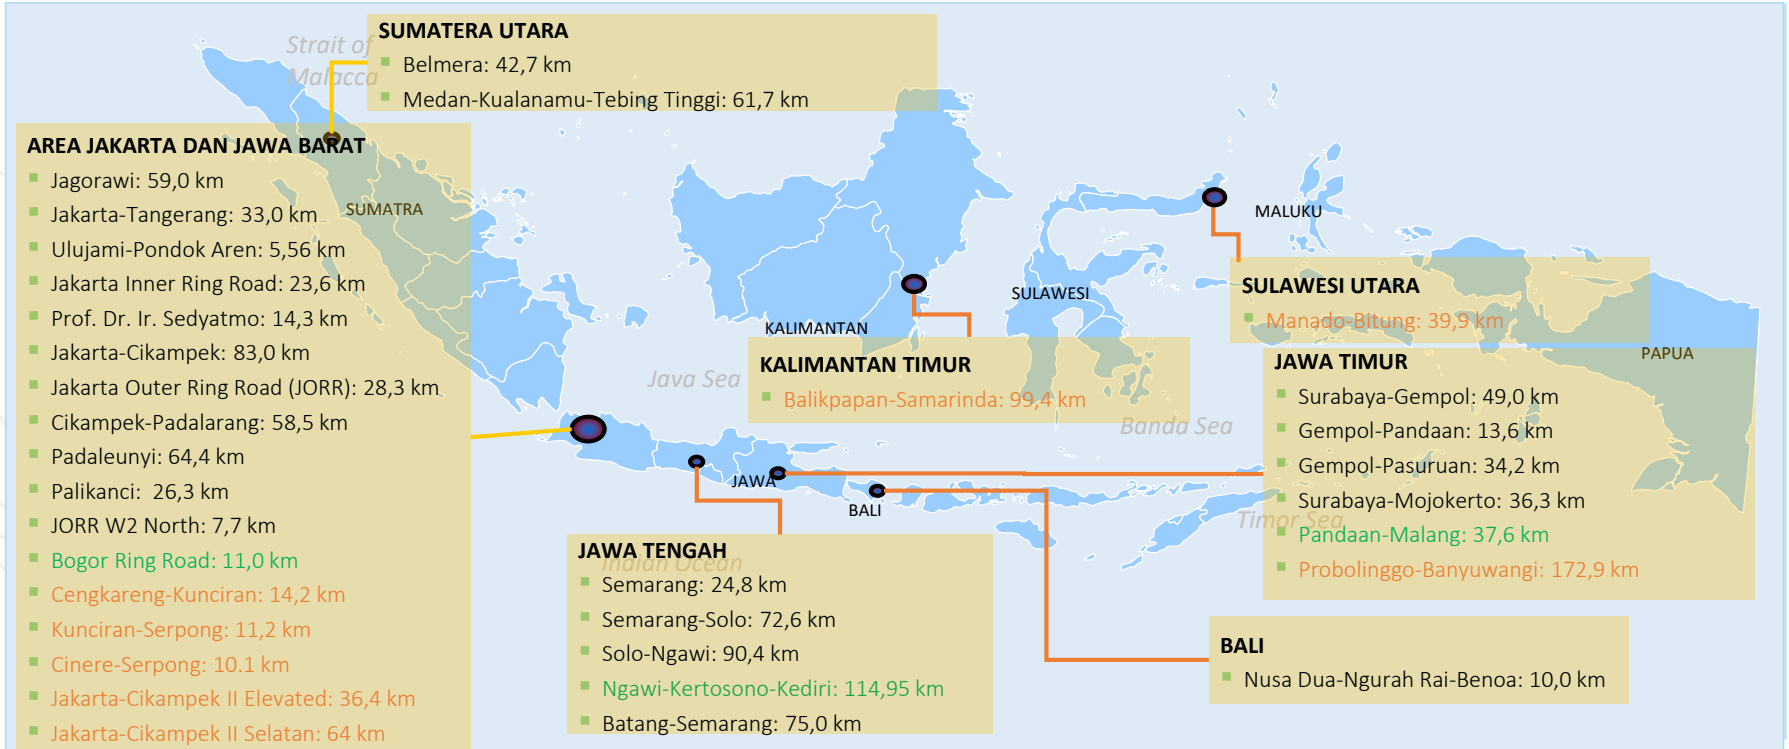 Strait of
Malacca
SUMATERA UTARA
Belmera: 42,7 km
Medan-Kualanamu-Tebing Tinggi: 61,7 km
AREA JAKARTA DAN JAWA BARAT
Jagorawi: 59,0 km
Jakarta-Tangerang: 33,0 km
Ulujami-Pondok Aren: 5,56 km
Jakarta Inner Ring Road: 23,6 km
Prof. Dr. Ir. Sedyatmo: 14,3 km
Jakarta-Cikampek: 83,0 km
Jakarta Outer Ring Road (JORR): 28,3 km
Cikampek-Padalarang: 58,5 km
Padaleunyi: 64,4 km
Palikanci: 26,3 km
JORR W2 North: 7,7 km
Bogor Ring Road: 11,0 km
Cengkareng-Kunciran: 14,2 km
Kunciran-Serpong: 11,2 km
Cinere-Serpong: 10.1 km
Jakarta-Cikampek II Elevated: 36,4 km
Jakarta-Cikampek II Selatan: 64 km
SUMATRA
KALIMANTAN
SULAWESI
MALUKU
PAPUA
JAWA
BALI
Java Sea
Banda Sea
Timor Sea
Indian Ocean
SULAWESI UTARA
Manado-Bitung: 39,9 km
KALIMANTAN TIMUR
Balikpapan-Samarinda: 99,4 km
JAWA TIMUR
Surabaya-Gempol: 49,0 km
Gempol-Pandaan: 13,6 km
Gempol-Pasuruan: 34,2 km
Surabaya-Mojokerto: 36,3 km
Pandaan-Malang: 37,6 km
Probolinggo-Banyuwangi: 172,9 km
JAWA TENGAH
Semarang: 24,8 km
Semarang-Solo: 72,6 km
Solo-Ngawi: 90,4 km
Ngawi-Kertosono-Kediri: 114,95 km
Batang-Semarang: 75,0 km
BALI
Nusa Dua-Ngurah Rai-Benoa: 10,0 km